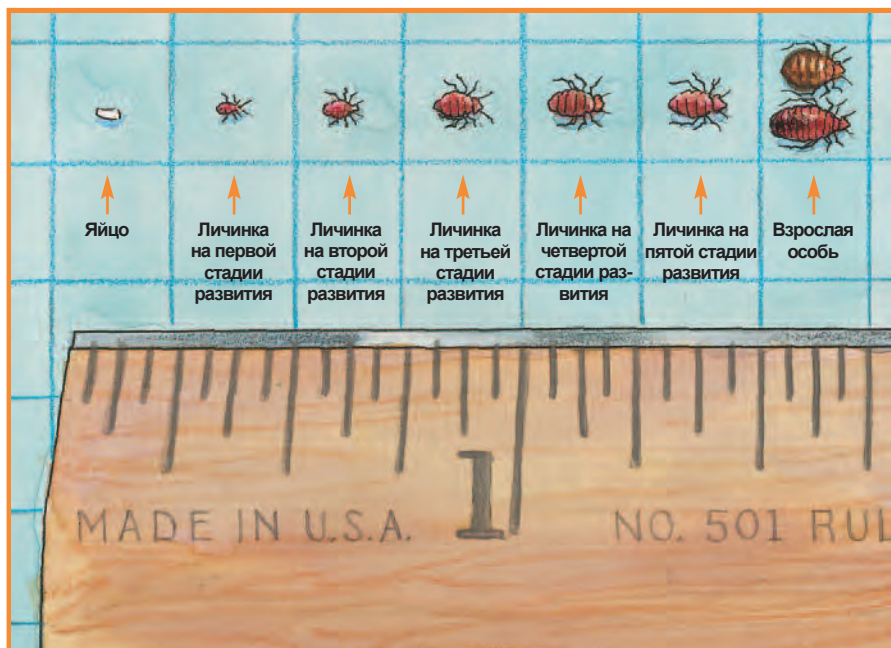 Яйцо
Личинка
на первой
стадии
развития
Личинка
на второй
стадии
развития
Личинка
на третьей
стадии
развития
Личинка на
четвертой
стадии раз-
вития
Личинка на
пятой стадии
развития
Взрослая
особь
1
MADE IN U.S.A.
NO. 501 RUL